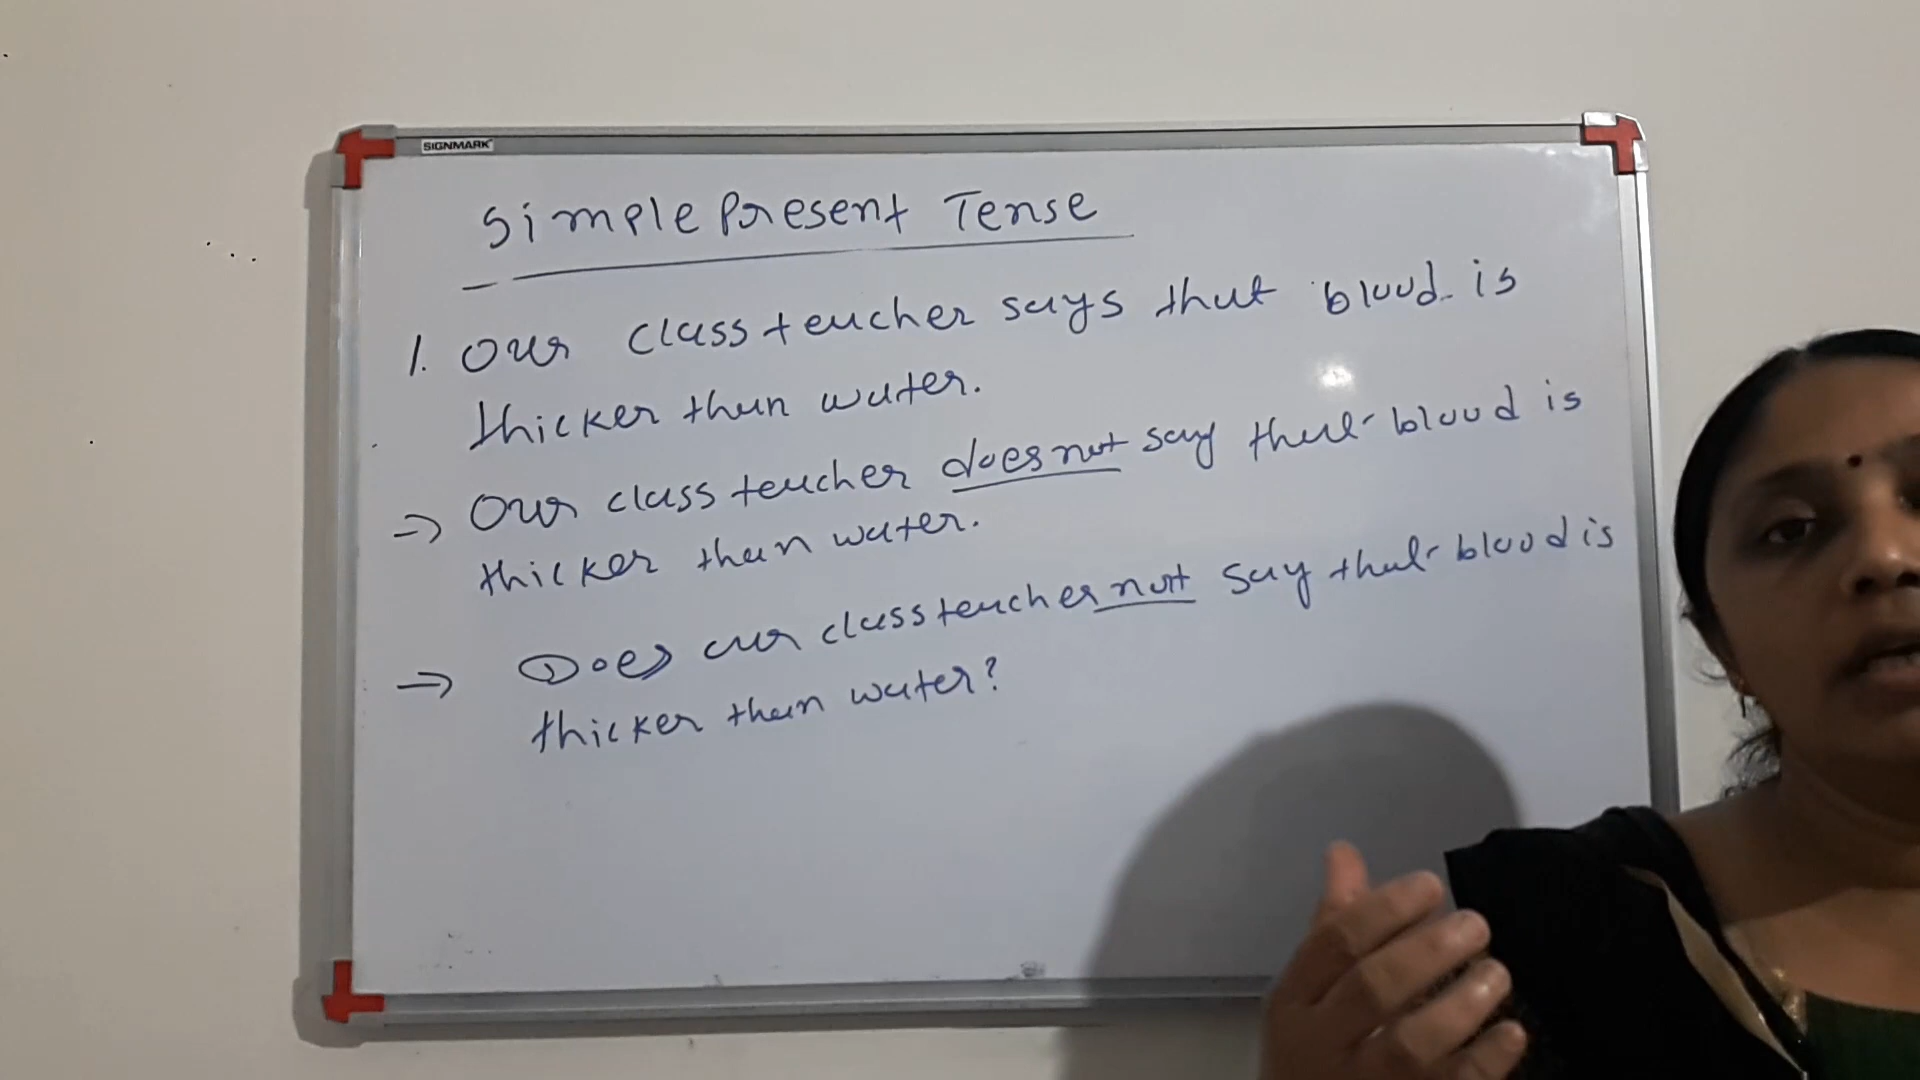 SIGNMARK
Simple Present Tense
1. Our class teacher says that blood is
thicker than water.
→ Our class teacher does not say that blood is
thicker than water.
→ Does our class teacher not say that blood is
thicker than water?